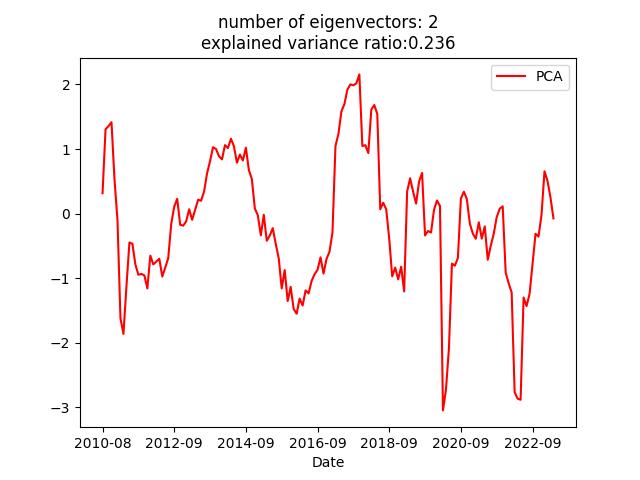 number of eigenvectors: 2
explained variance ratio:0.236
PCA
2
1
0
−1
−2
−3
2010-08 2012-09 2014-09 2016-09 2018-09 2020-09 2022-09
Date